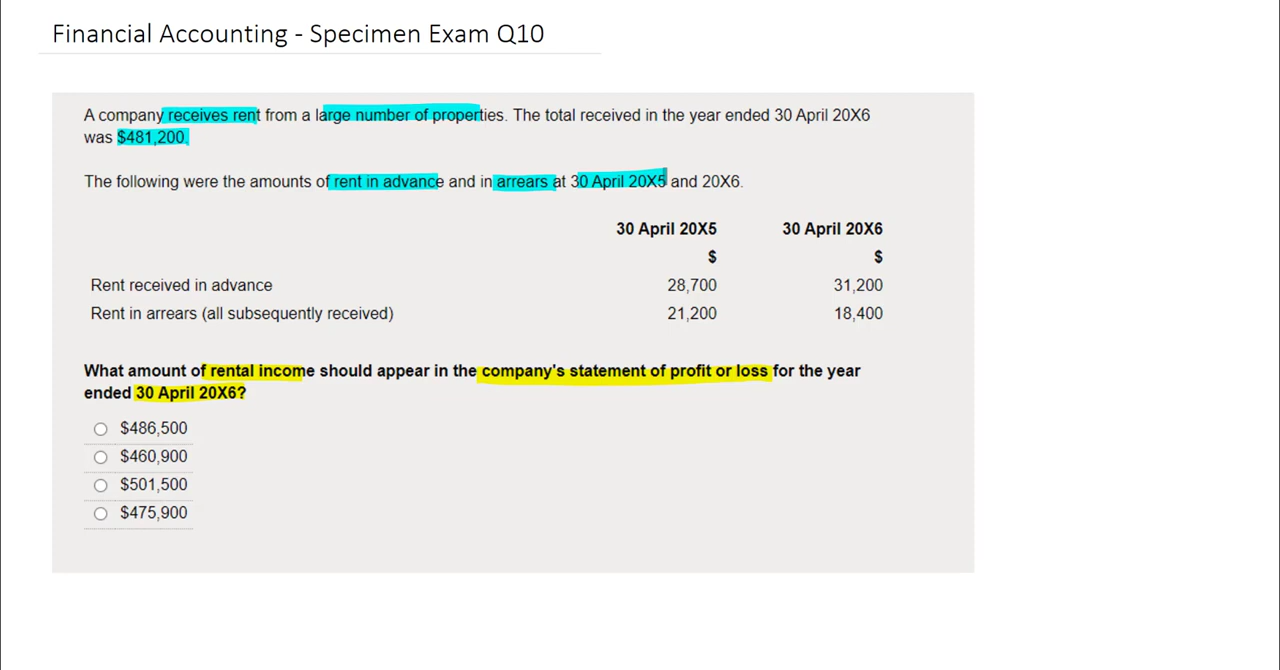 Financial Accounting - Specimen Exam Q10
A company receives rent from a large number of properties. The total received in the year ended 30 April 20X6
was $481,200.
The following were the amounts of rent in advance and in arrears at 30 April 20X5 and 20X6.
30 April 20X5 30 April 20X6
$ $
Rent received in advance 28,700 31,200
Rent in arrears (all subsequently received) 21,200 18,400
What amount of rental income should appear in the company's statement of profit or loss for the year
ended 30 April 20X6?
$486,500
$460,900
$501,500
$475,900